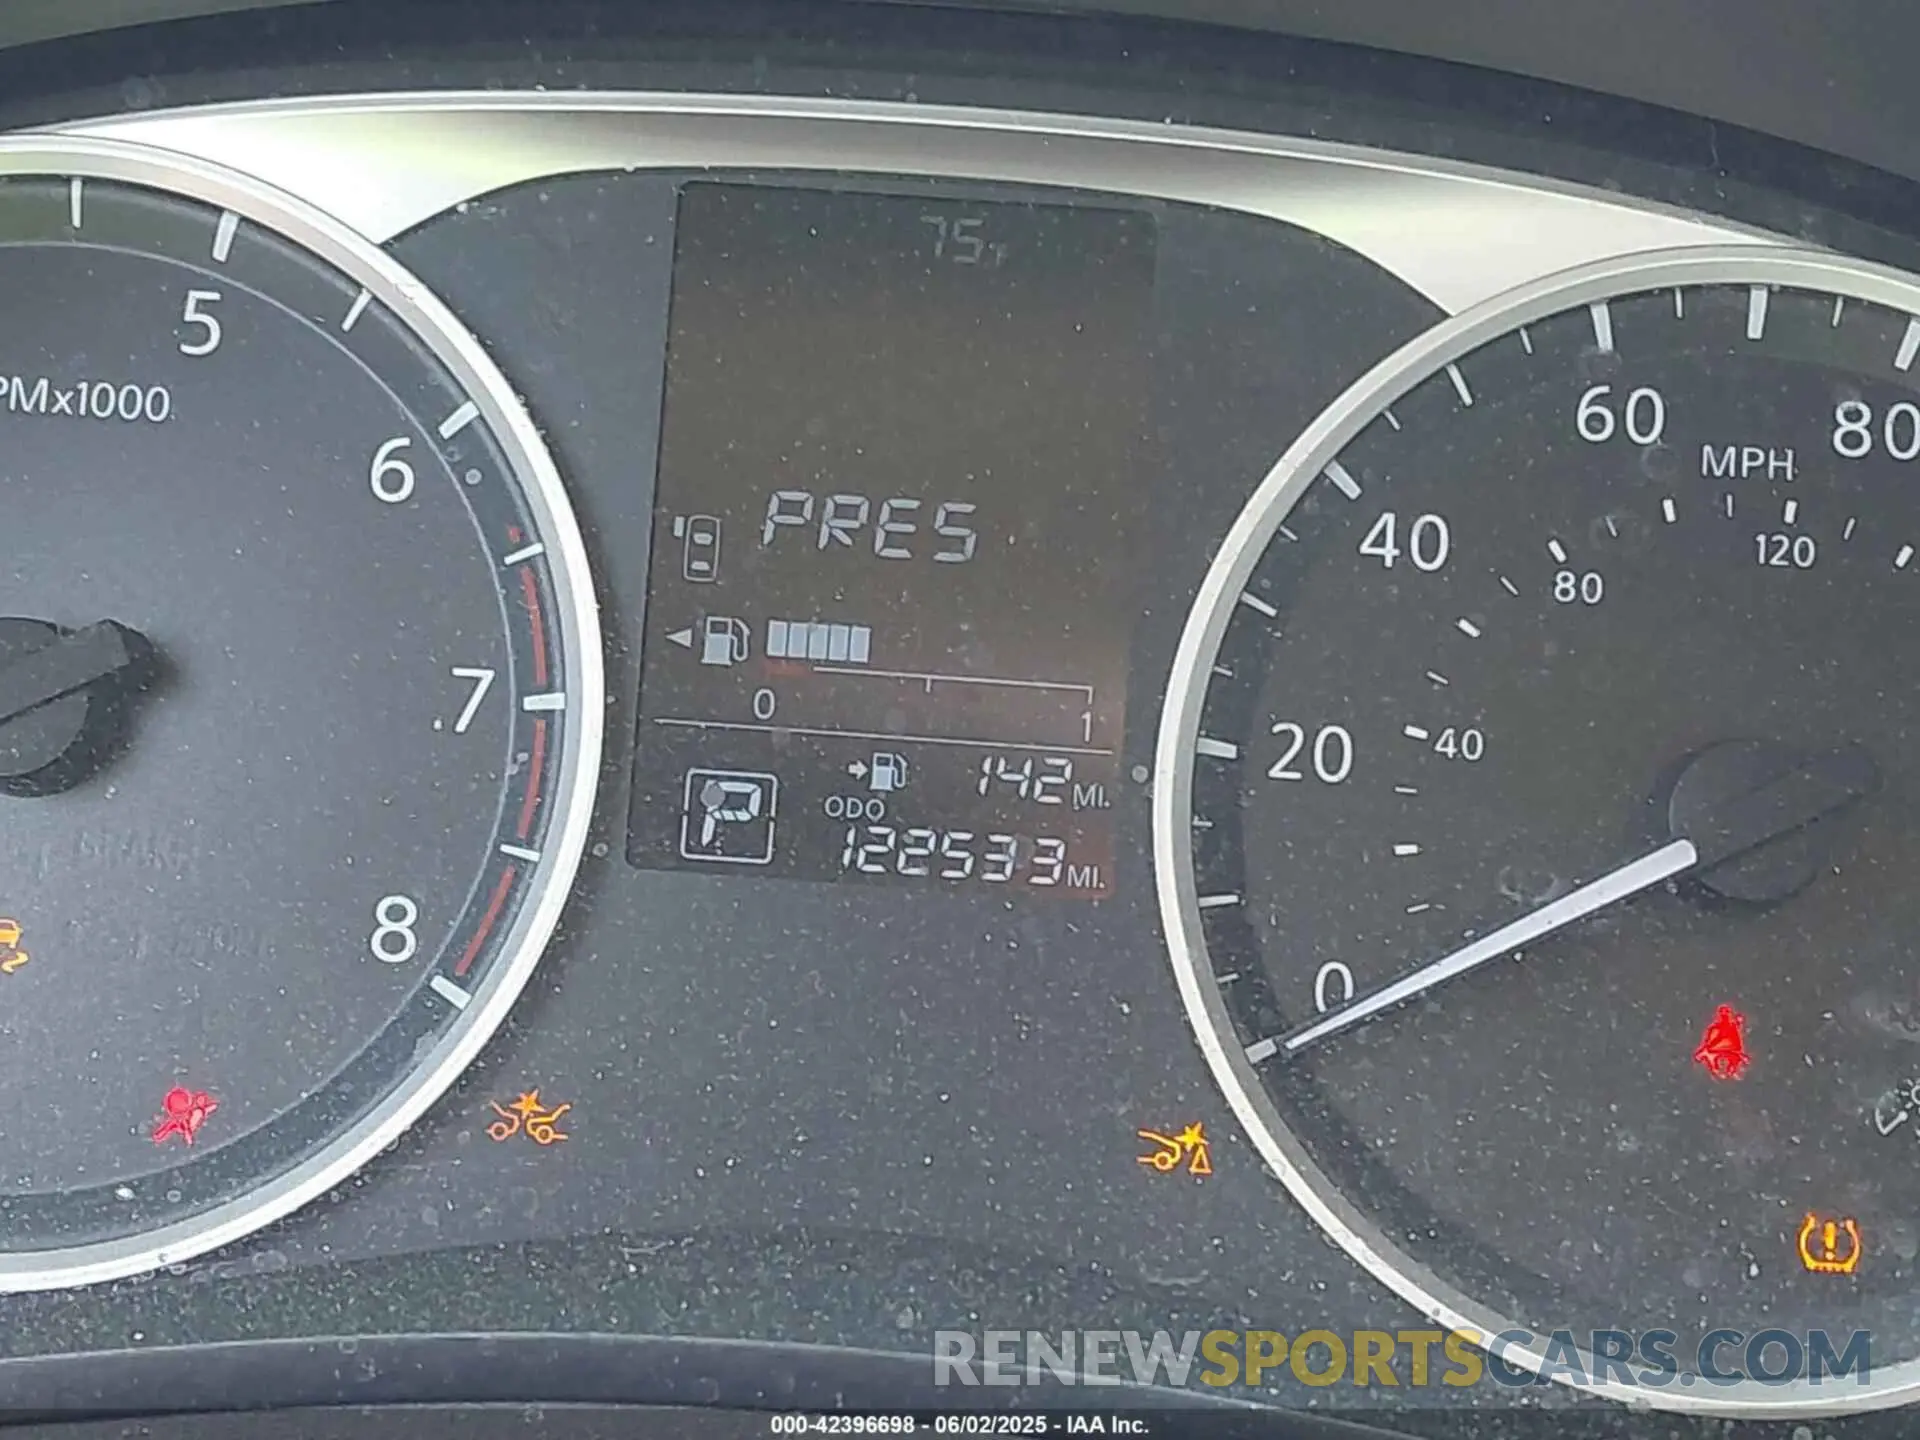 75°F
5
PMx1000
6
7
8
PRES
0 1
142 MI.
ODO
122533 MI.
P
0
20
40
60
80
MPH
40
80
120
RENEWSPORTSCARS.COM
000-42396698 - 06/02/2025 - IAA Inc.